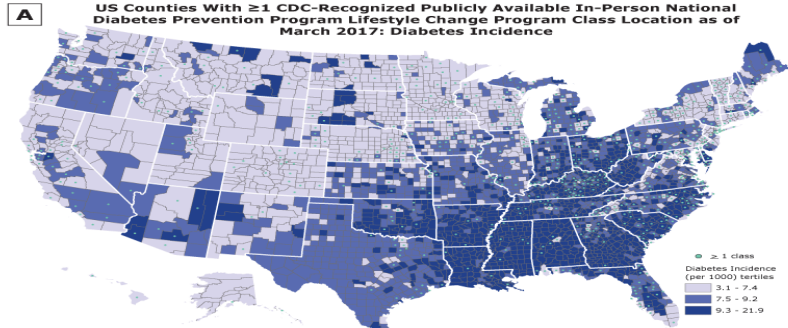 A
US Counties With ≥1 CDC-Recognized Publicly Available In-Person National
Diabetes Prevention Program Lifestyle Change Program Class Location as of
March 2017: Diabetes Incidence
≥ 1 class
Diabetes Incidence
(per 1000) tertiles
3.1 - 7.4
7.5 - 9.2
9.3 - 21.9